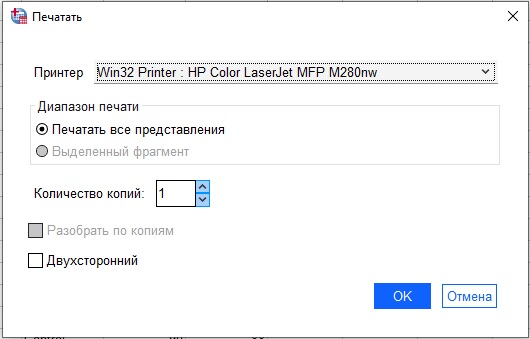 Печатать
Принтер
Win32 Printer : HP Color LaserJet MFP M280nw
Диапазон печати
Печатать все представления
Выделенный фрагмент
Количество копий: 1
Разобрать по копиям
Двухсторонний
OK Отмена